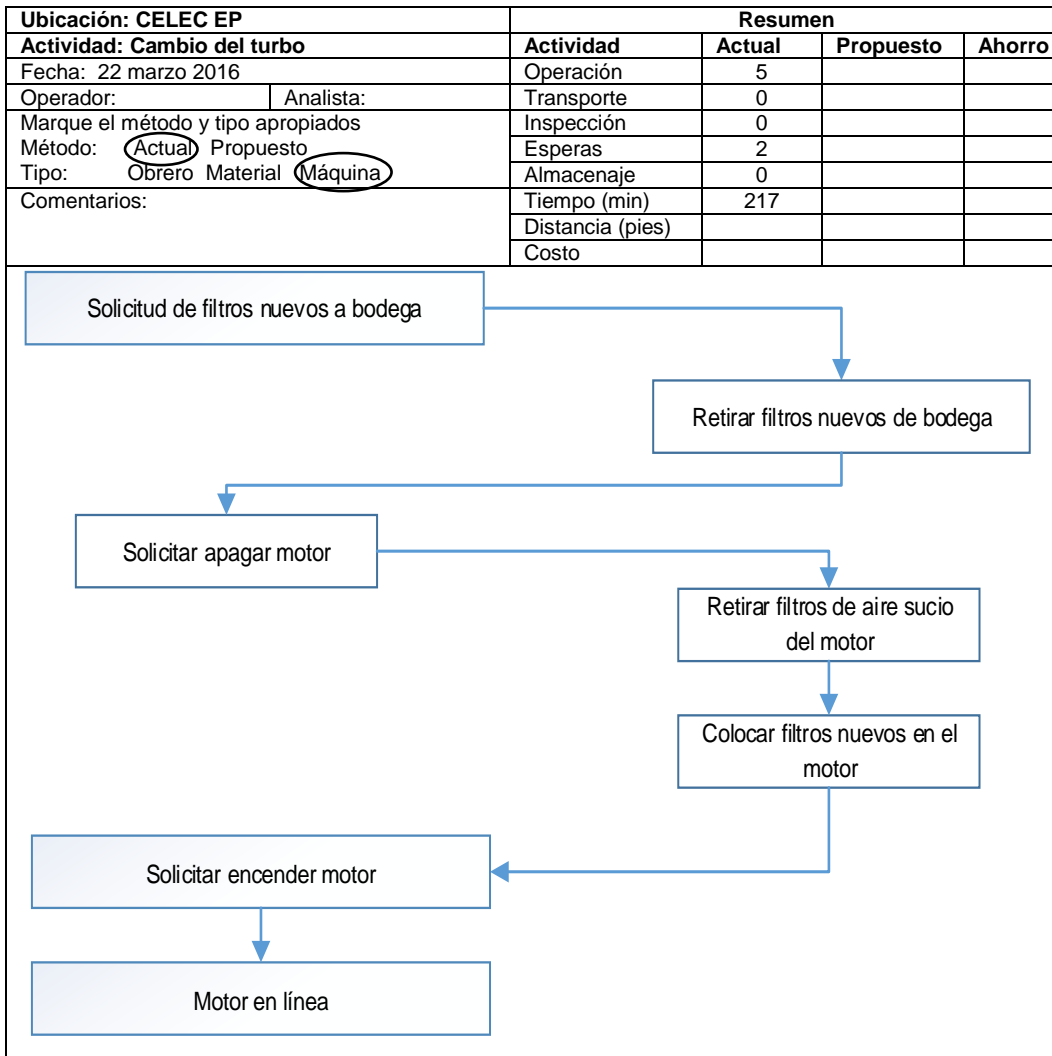 Ubicación: CELEC EP
Resumen
Actividad: Cambio del turbo
Actividad Actual Propuesto Ahorro
Fecha: 22 marzo 2016
Operación 5
Operador: Analista:
Transporte 0
Marque el método y tipo apropiados
Inspección 0
Método: Actual Propuesto
Esperas 2
Tipo: Obrero Material Máquina
Almacenaje 0
Comentarios:
Tiempo (min) 217
Distancia (pies)
Costo
Solicitud de filtros nuevos a bodega
Retirar filtros nuevos de bodega
Solicitar apagar motor
Retirar filtros de aire sucio
del motor
Colocar filtros nuevos en el
motor
Solicitar encender motor
Motor en línea